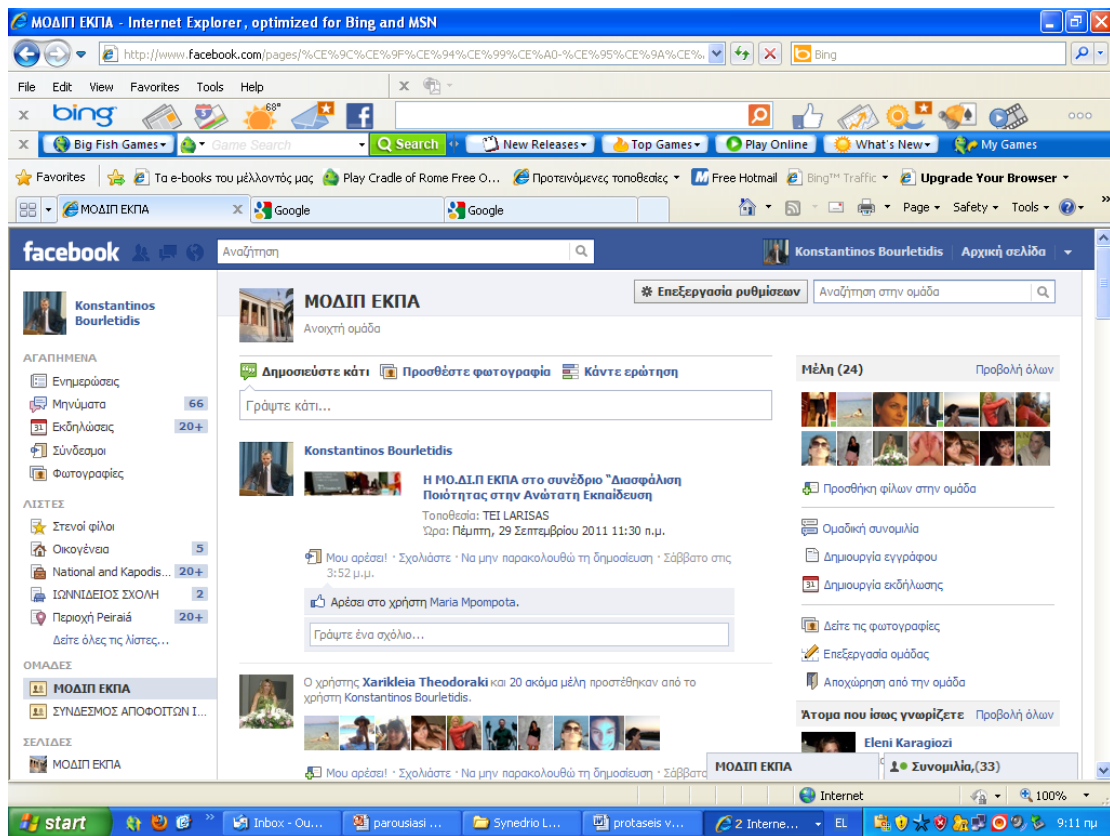 ΜΟΔΙΠ ΕΚΠΑ - Internet Explorer, optimized for Bing and MSN
http://www.facebook.com/pages/%CE%9C%CE%9F%CE%94%CE%99%CE%A0-%CE%95%CE%9A%CE%
Bing
File Edit View Favorites Tools Help
bing 68°
Big Fish Games Game Search Search New Releases Top Games Play Online What's New My Games
Favorites Τα e-books του μέλλοντός μας Play Cradle of Rome Free O... Προτεινόμενες τοποθεσίες Free Hotmail Bing™ Traffic Upgrade Your Browser
ΜΟΔΙΠ ΕΚΠΑ Google Google Page Safety Tools
facebook Αναζήτηση Konstantinos Bourletidis Αρχική σελίδα
Konstantinos
Bourletidis
ΑΓΑΠΗΜΕΝΑ
Ενημερώσεις
Μηνύματα 66
Εκδηλώσεις 20+
Σύνδεσμοι
Φωτογραφίες
ΛΙΣΤΕΣ
Στενοί φίλοι
Οικογένεια 5
National and Kapodis... 20+
ΙΩΝΝΙΔΕΙΟΣ ΣΧΟΛΗ 2
Περιοχή Peiraiá 20+
Δείτε όλες τις λίστες...
ΟΜΑΔΕΣ
ΜΟΔΙΠ ΕΚΠΑ
ΣΥΝΔΕΣΜΟΣ ΑΠΟΦΟΙΤΩΝ Ι...
ΣΕΛΙΔΕΣ
ΜΟΔΙΠ ΕΚΠΑ
ΜΟΔΙΠ ΕΚΠΑ
Ανοιχτή ομάδα
Επεξεργασία ρυθμίσεων Αναζήτηση στην ομάδα
Δημοσιεύστε κάτι Προσθέστε φωτογραφία Κάντε ερώτηση
Γράψτε κάτι...
Konstantinos Bourletidis
Η ΜΟ.ΔΙ.Π ΕΚΠΑ στο συνέδριο "Διασφάλιση
Ποιότητας στην Ανώτατη Εκπαίδευση
Τοποθεσία: TEI LARISAS
Ώρα: Πέμπτη, 29 Σεπτεμβρίου 2011 11:30 π.μ.
Μου αρέσει! · Σχολιάστε · Να μην παρακολουθώ τη δημοσίευση · Σάββατο στις
3:52 μ.μ.
Αρέσει στο χρήστη Maria Mpompota.
Γράψτε ένα σχόλιο...
Ο χρήστης Xarikleia Theodoraki και 20 ακόμα μέλη προστέθηκαν από το
χρήστη Konstantinos Bourletidis.
Μου αρέσει! · Σχολιάστε · Να μην παρακολουθώ τη δημοσίευση · Σάββατο
Μέλη (24) Προβολή όλων
Προσθήκη φίλων στην ομάδα
Ομαδική συνομιλία
Δημιουργία εγγράφου
Δημιουργία εκδήλωσης
Δείτε τις φωτογραφίες
Επεξεργασία ομάδας
Αποχώρηση από την ομάδα
Άτομα που ίσως γνωρίζετε Προβολή όλων
Eleni Karagiozi
ΜΟΔΙΠ ΕΚΠΑ Συνομιλία,(33)
Internet 100%
start Inbox - Ou... parousiasi ... Synedrio L... protaseis v... 2 Interne... EL 9:11 πμ